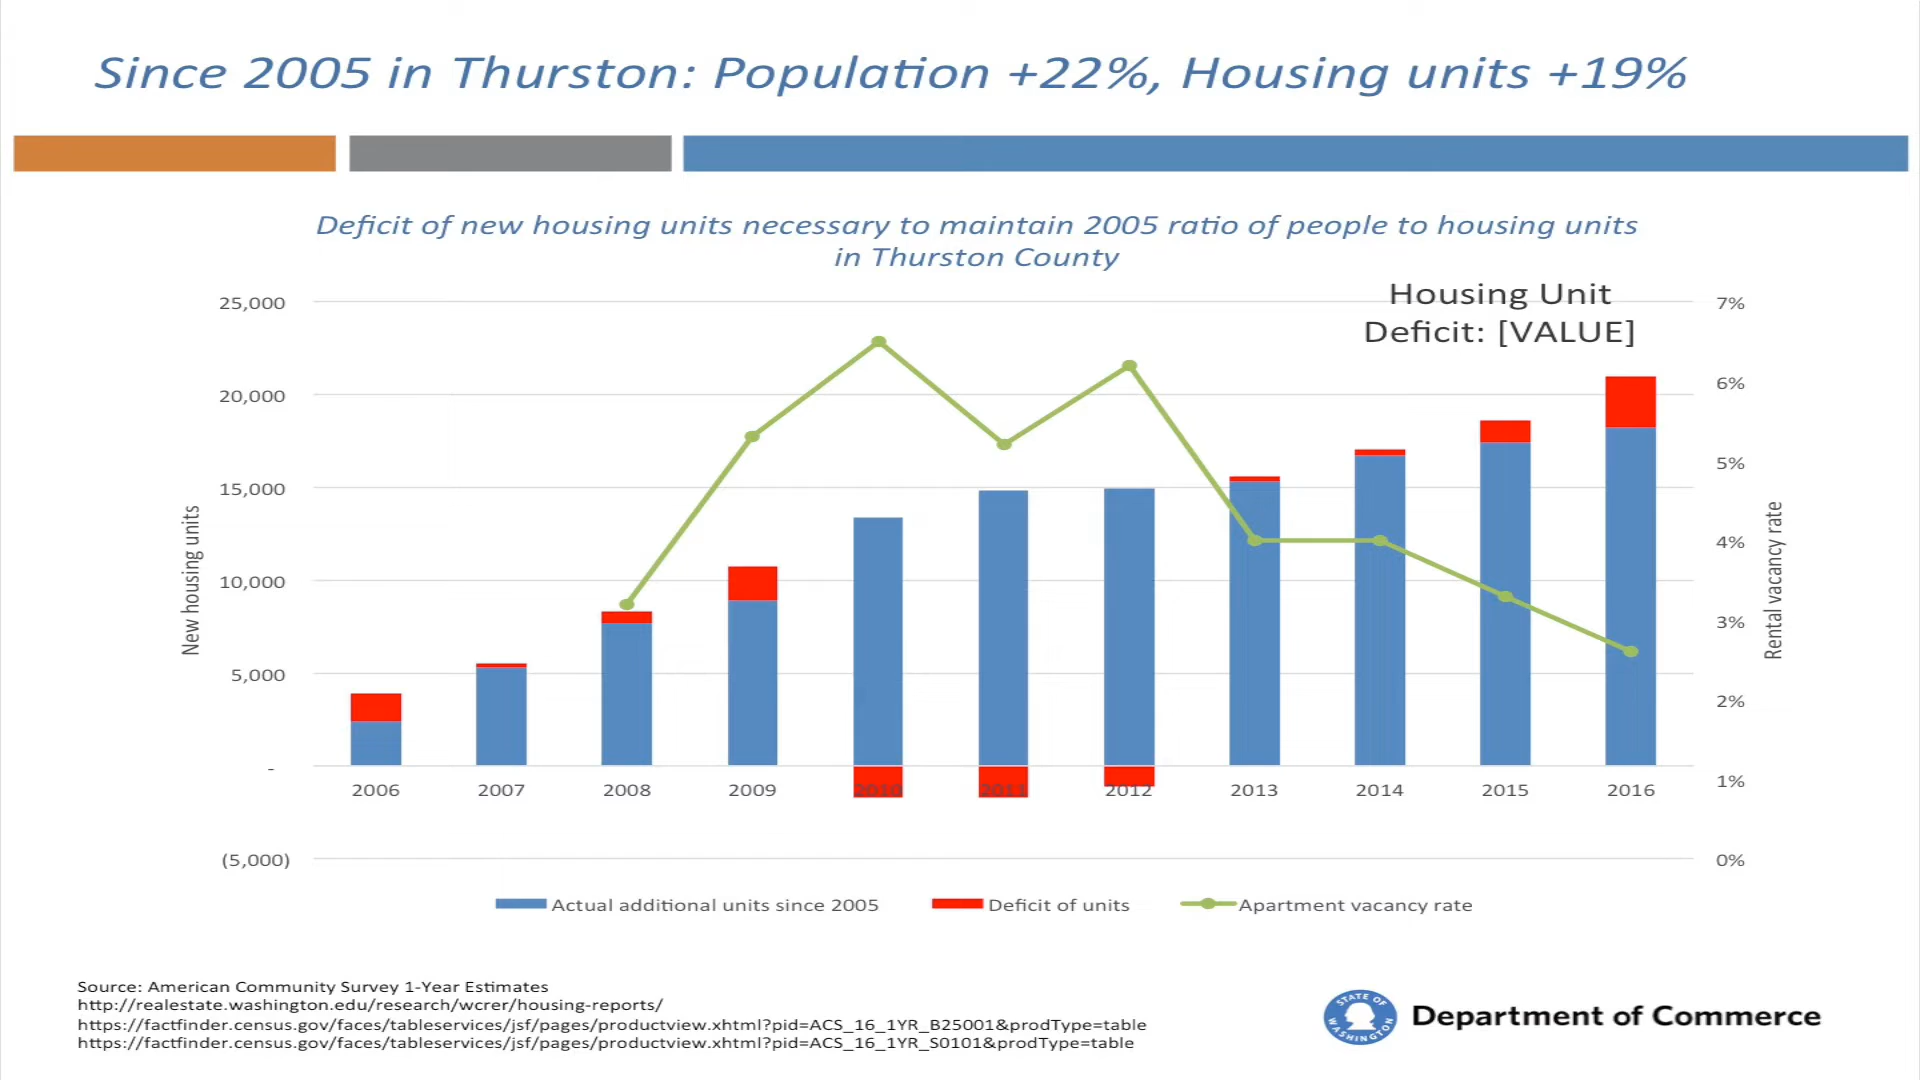 Since 2005 in Thurston: Population +22%, Housing units +19%
Deficit of new housing units necessary to maintain 2005 ratio of people to housing units
in Thurston County
Housing Unit
Deficit: [VALUE]
25,000
20,000
15,000
10,000
5,000
-
(5,000)
New housing units
7%
6%
5%
4%
3%
2%
1%
0%
Rental vacancy rate
2006 2007 2008 2009 2010 2011 2012 2013 2014 2015 2016
Actual additional units since 2005 Deficit of units Apartment vacancy rate
Source: American Community Survey 1-Year Estimates
http://realestate.washington.edu/research/wcrer/housing-reports/
https://factfinder.census.gov/faces/tableservices/jsf/pages/productview.xhtml?pid=ACS_16_1YR_B25001&prodType=table
https://factfinder.census.gov/faces/tableservices/jsf/pages/productview.xhtml?pid=ACS_16_1YR_S0101&prodType=table
STATE OF
WASHINGTON
Department of Commerce